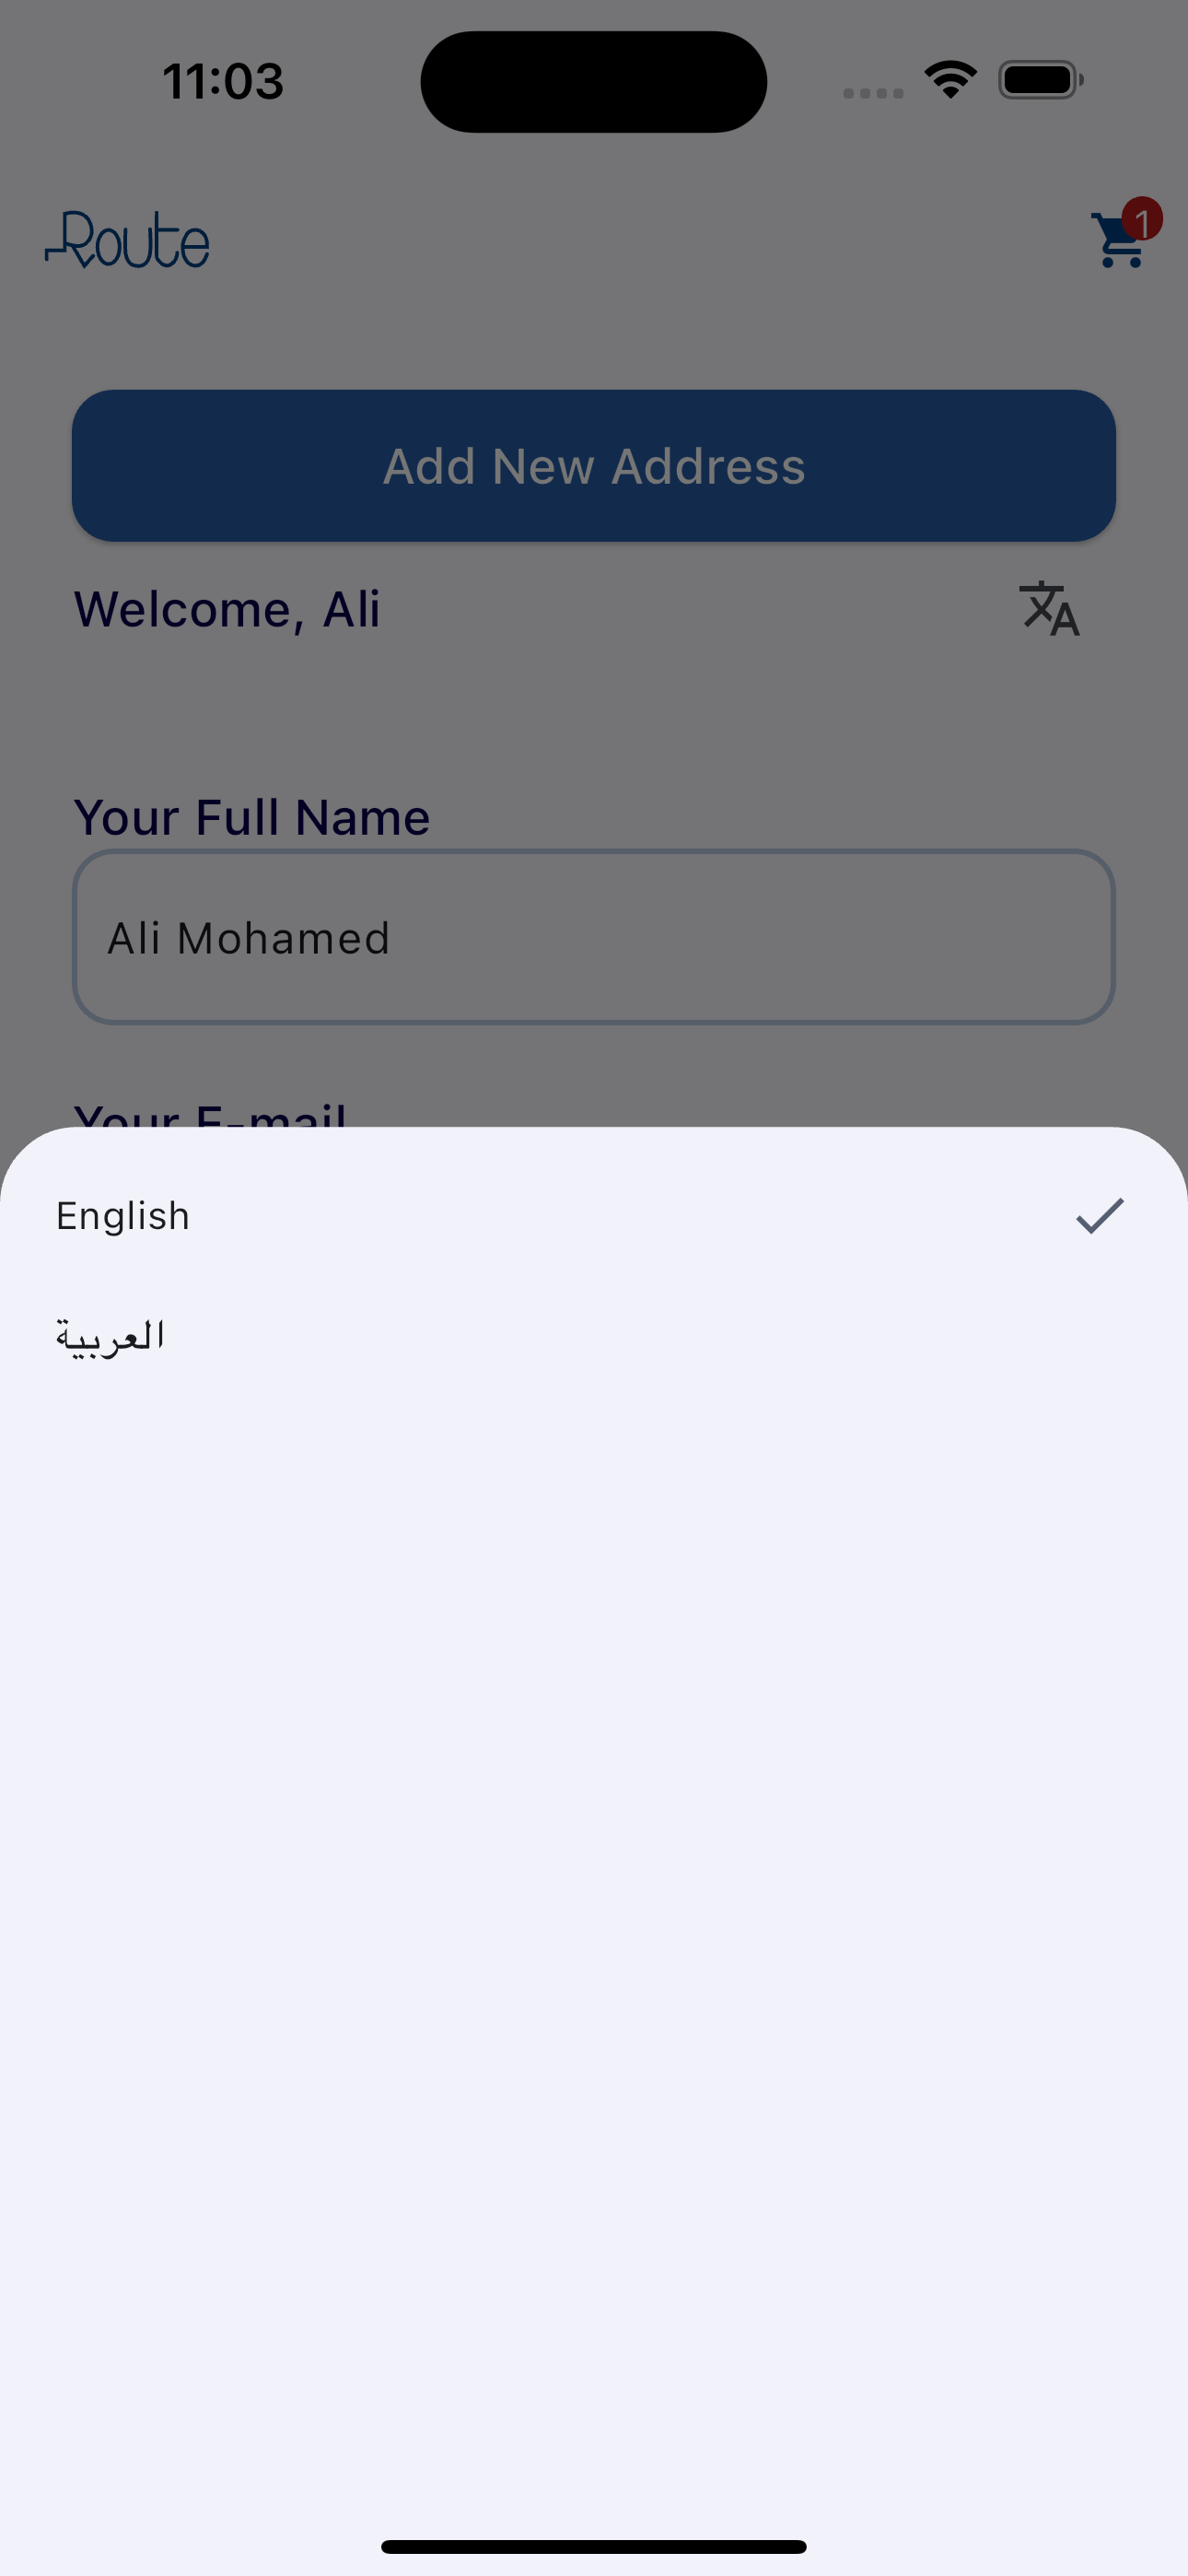 11:03
Route
1
Add New Address
Welcome, Ali
Your Full Name
Ali Mohamed
Your E-mail
English
العربية